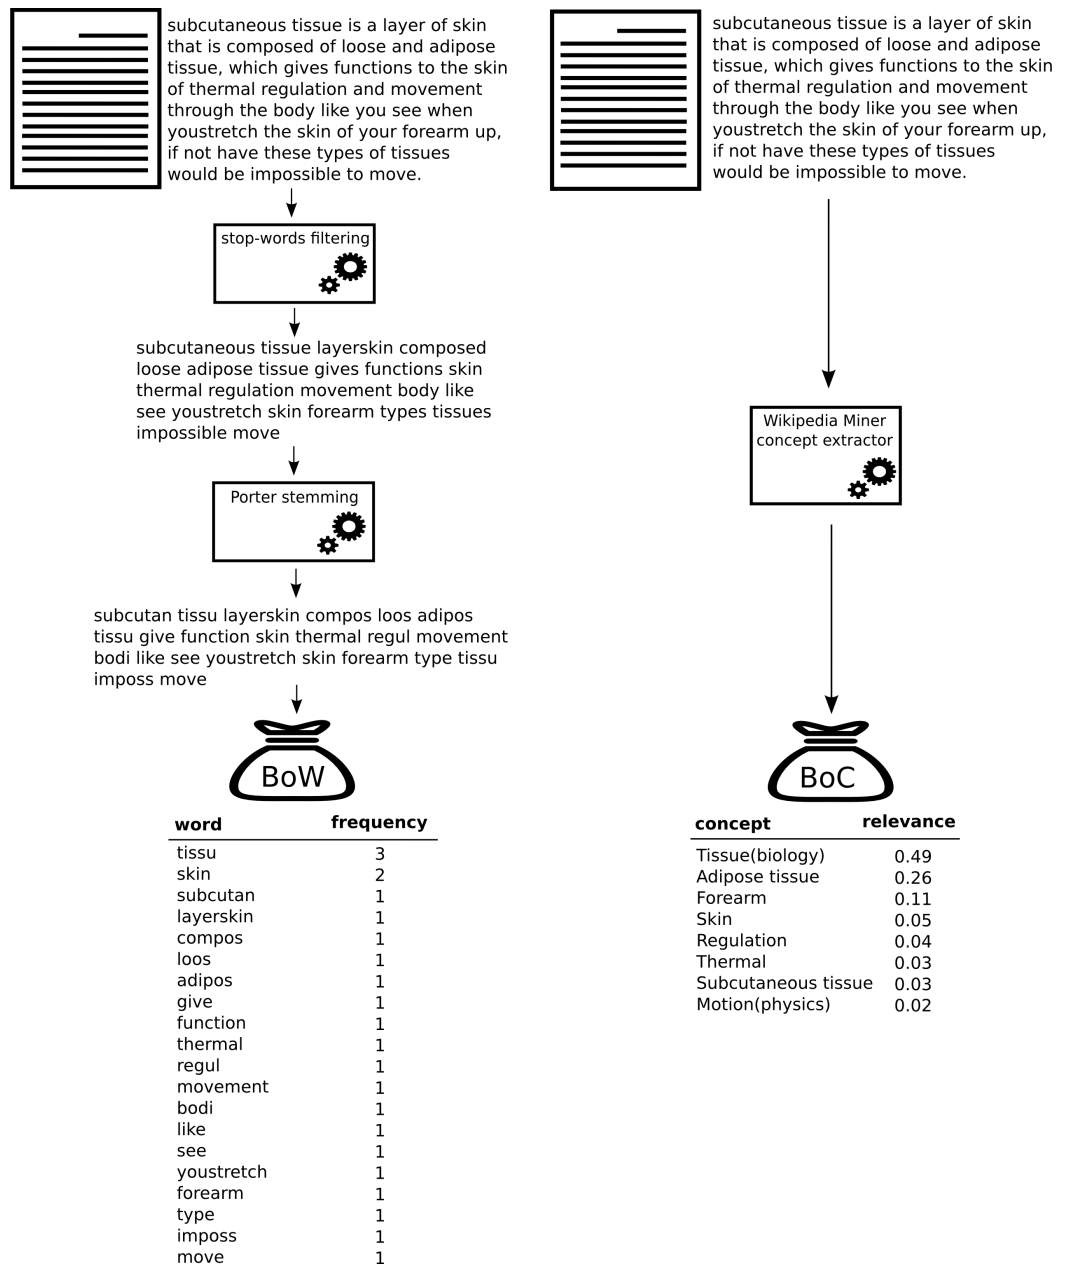 subcutaneous tissue is a layer of skin
that is composed of loose and adipose
tissue, which gives functions to the skin
of thermal regulation and movement
through the body like you see when
youstretch the skin of your forearm up,
if not have these types of tissues
would be impossible to move.
stop-words filtering
subcutaneous tissue layerskin composed
loose adipose tissue gives functions skin
thermal regulation movement body like
see youstretch skin forearm types tissues
impossible move
Porter stemming
subcutan tissu layerskin compos loos adipos
tissu give function skin thermal regul movement
bodi like see youstretch skin forearm type tissu
imposs move
BoW
word frequency
tissu 3
skin 2
subcutan 1
layerskin 1
compos 1
loos 1
adipos 1
give 1
function 1
thermal 1
regul 1
movement 1
bodi 1
like 1
see 1
youstretch 1
forearm 1
type 1
imposs 1
move 1
subcutaneous tissue is a layer of skin
that is composed of loose and adipose
tissue, which gives functions to the skin
of thermal regulation and movement
through the body like you see when
youstretch the skin of your forearm up,
if not have these types of tissues
would be impossible to move.
Wikipedia Miner
concept extractor
BoC
concept relevance
Tissue(biology) 0.49
Adipose tissue 0.26
Forearm 0.11
Skin 0.05
Regulation 0.04
Thermal 0.03
Subcutaneous tissue 0.03
Motion(physics) 0.02